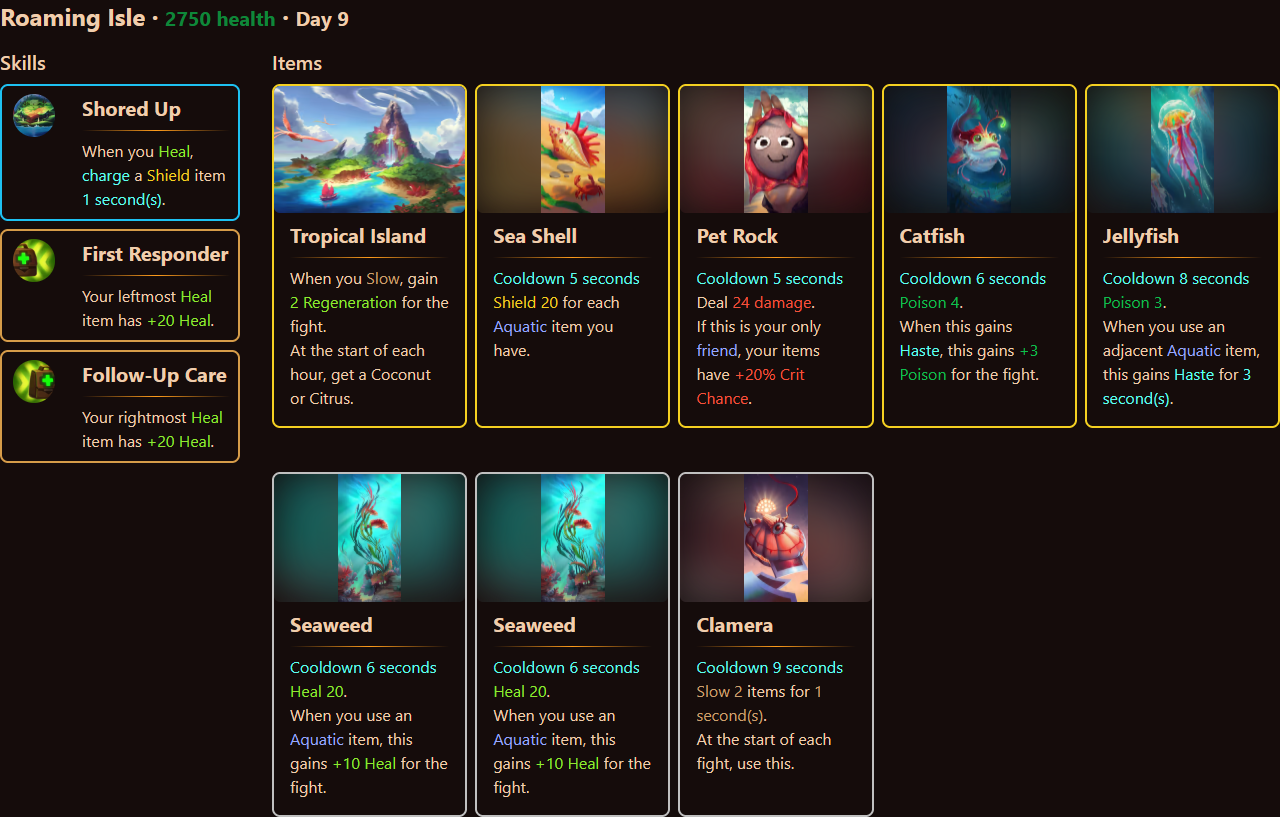 Roaming Isle · 2750 health · Day 9
Skills
Shored Up
When you Heal,
charge a Shield item
1 second(s).
First Responder
Your leftmost Heal
item has +20 Heal.
Follow-Up Care
Your rightmost Heal
item has +20 Heal.
Items
Tropical Island
When you Slow, gain
2 Regeneration for the
fight.
At the start of each
hour, get a Coconut
or Citrus.
Sea Shell
Cooldown 5 seconds
Shield 20 for each
Aquatic item you
have.
Pet Rock
Cooldown 5 seconds
Deal 24 damage.
If this is your only
friend, your items
have +20% Crit
Chance.
Catfish
Cooldown 6 seconds
Poison 4.
When this gains
Haste, this gains +3
Poison for the fight.
Jellyfish
Cooldown 8 seconds
Poison 3.
When you use an
adjacent Aquatic item,
this gains Haste for 3
second(s).
Seaweed
Cooldown 6 seconds
Heal 20.
When you use an
Aquatic item, this
gains +10 Heal for the
fight.
Seaweed
Cooldown 6 seconds
Heal 20.
When you use an
Aquatic item, this
gains +10 Heal for the
fight.
Clamera
Cooldown 9 seconds
Slow 2 items for 1
second(s).
At the start of each
fight, use this.